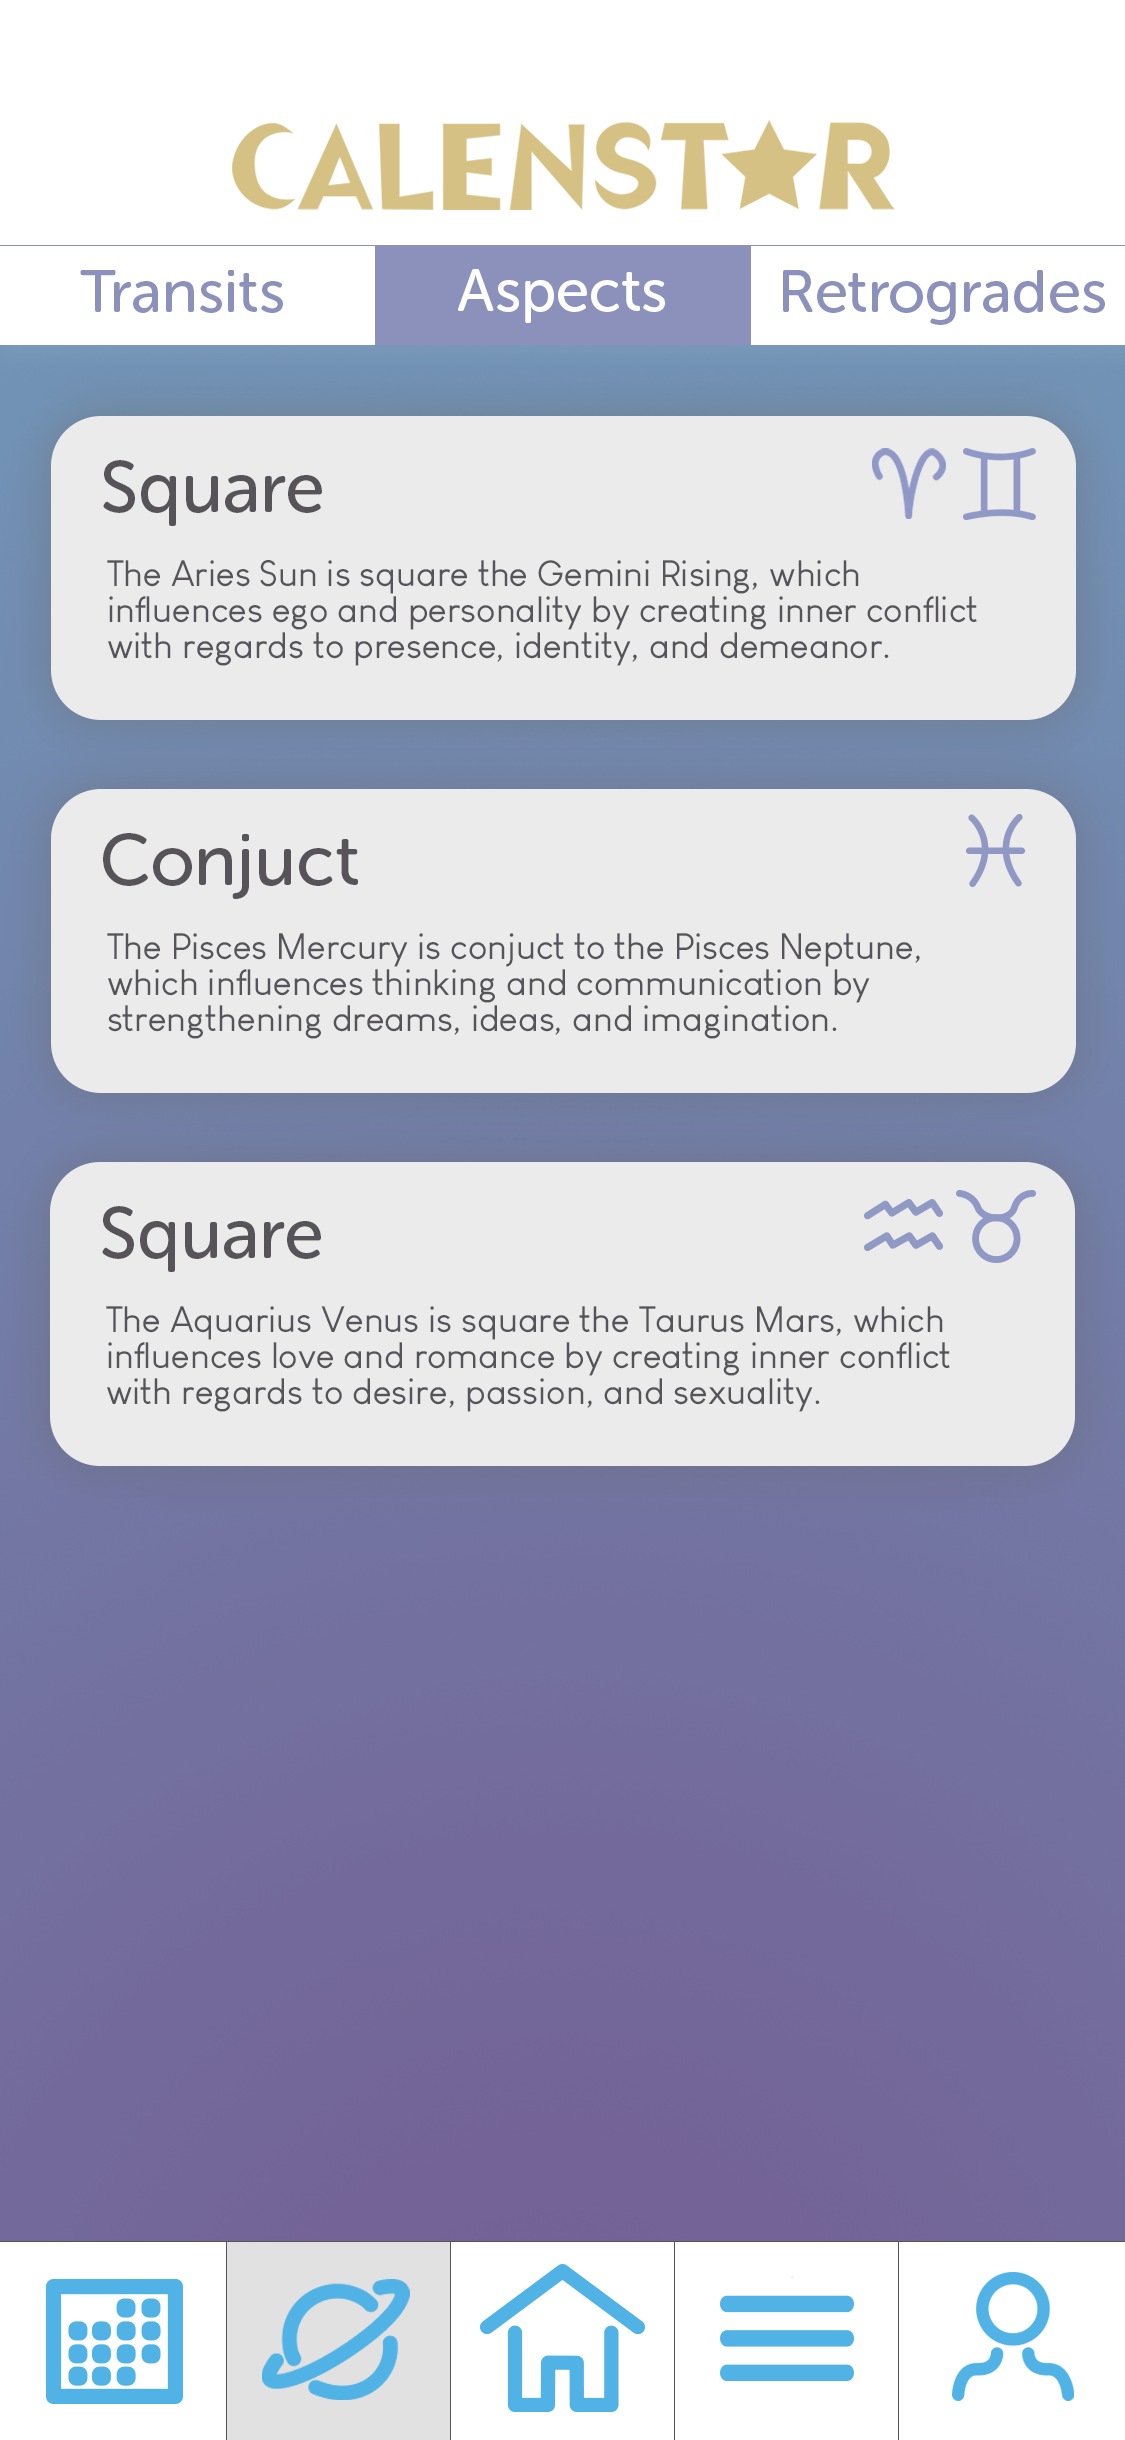 CALENSTAR
Transits
Aspects
Retrogrades
Square
The Aries Sun is square the Gemini Rising, which
influences ego and personality by creating inner conflict
with regards to presence, identity, and demeanor.
Conjuct
The Pisces Mercury is conjuct to the Pisces Neptune,
which influences thinking and communication by
strengthening dreams, ideas, and imagination.
Square
The Aquarius Venus is square the Taurus Mars, which
influences love and romance by creating inner conflict
with regards to desire, passion, and sexuality.